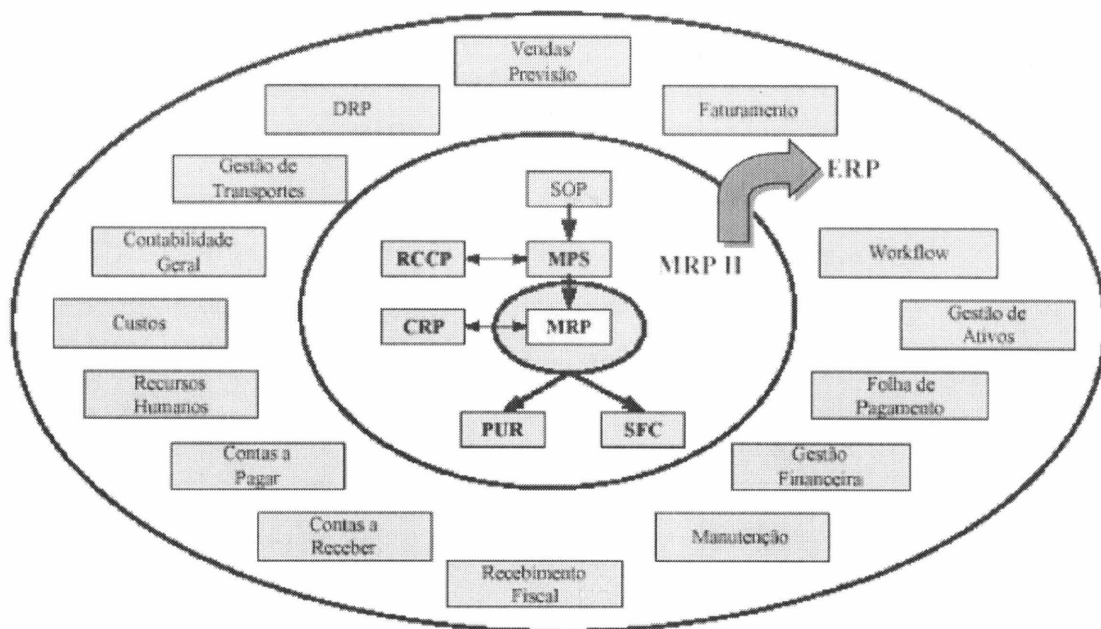 Vendas/
Previsão
DRP
Faturamento
Gestão de
Transportes
ERP
SOP
Contabilidade
Geral
RCCP
MPS
MRP II
Workflow
Custos
CRP
MRP
Gestão de
Ativos
Recursos
Humanos
Folha de
Pagamento
PUR
SFC
Contas a
Pagar
Gestão
Financeira
Contas a
Receber
Manutenção
Recebimento
Fiscal